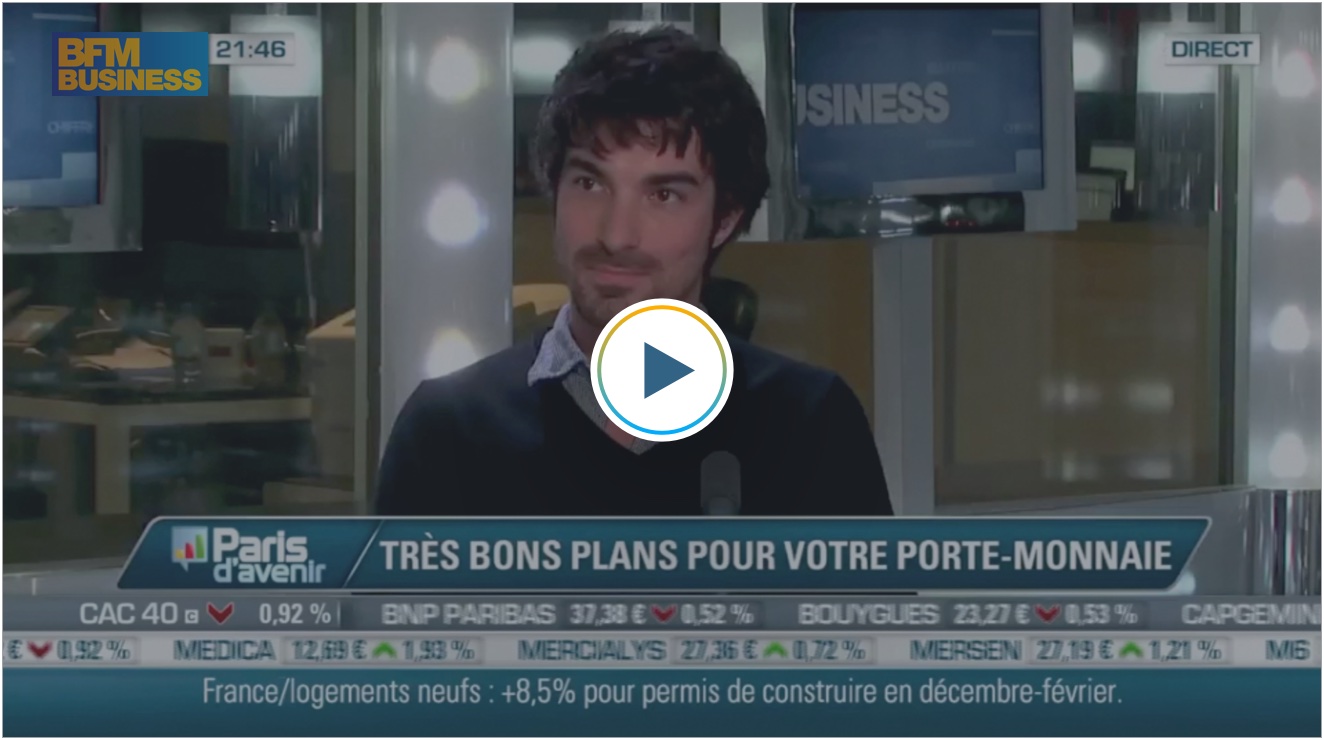 BFM
BUSINESS
21:46
DIRECT
USINESS
Paris
d'avenir
TRÈS BONS PLANS POUR VOTRE PORTE-MONNAIE
CAC 40 0,92 % BNP PARIBAS 37,38 € 0,52 % BOUYGUES 23,27 € 0,53 % CAPGEMIN
€ 0,92 % MEDICA 12,69 € 1,93 % MERCIALYS 27,36 € 0,72 % MERSEN 27,19 € 1,21 % M6
France/logements neufs : +8,5% pour permis de construire en décembre-février.